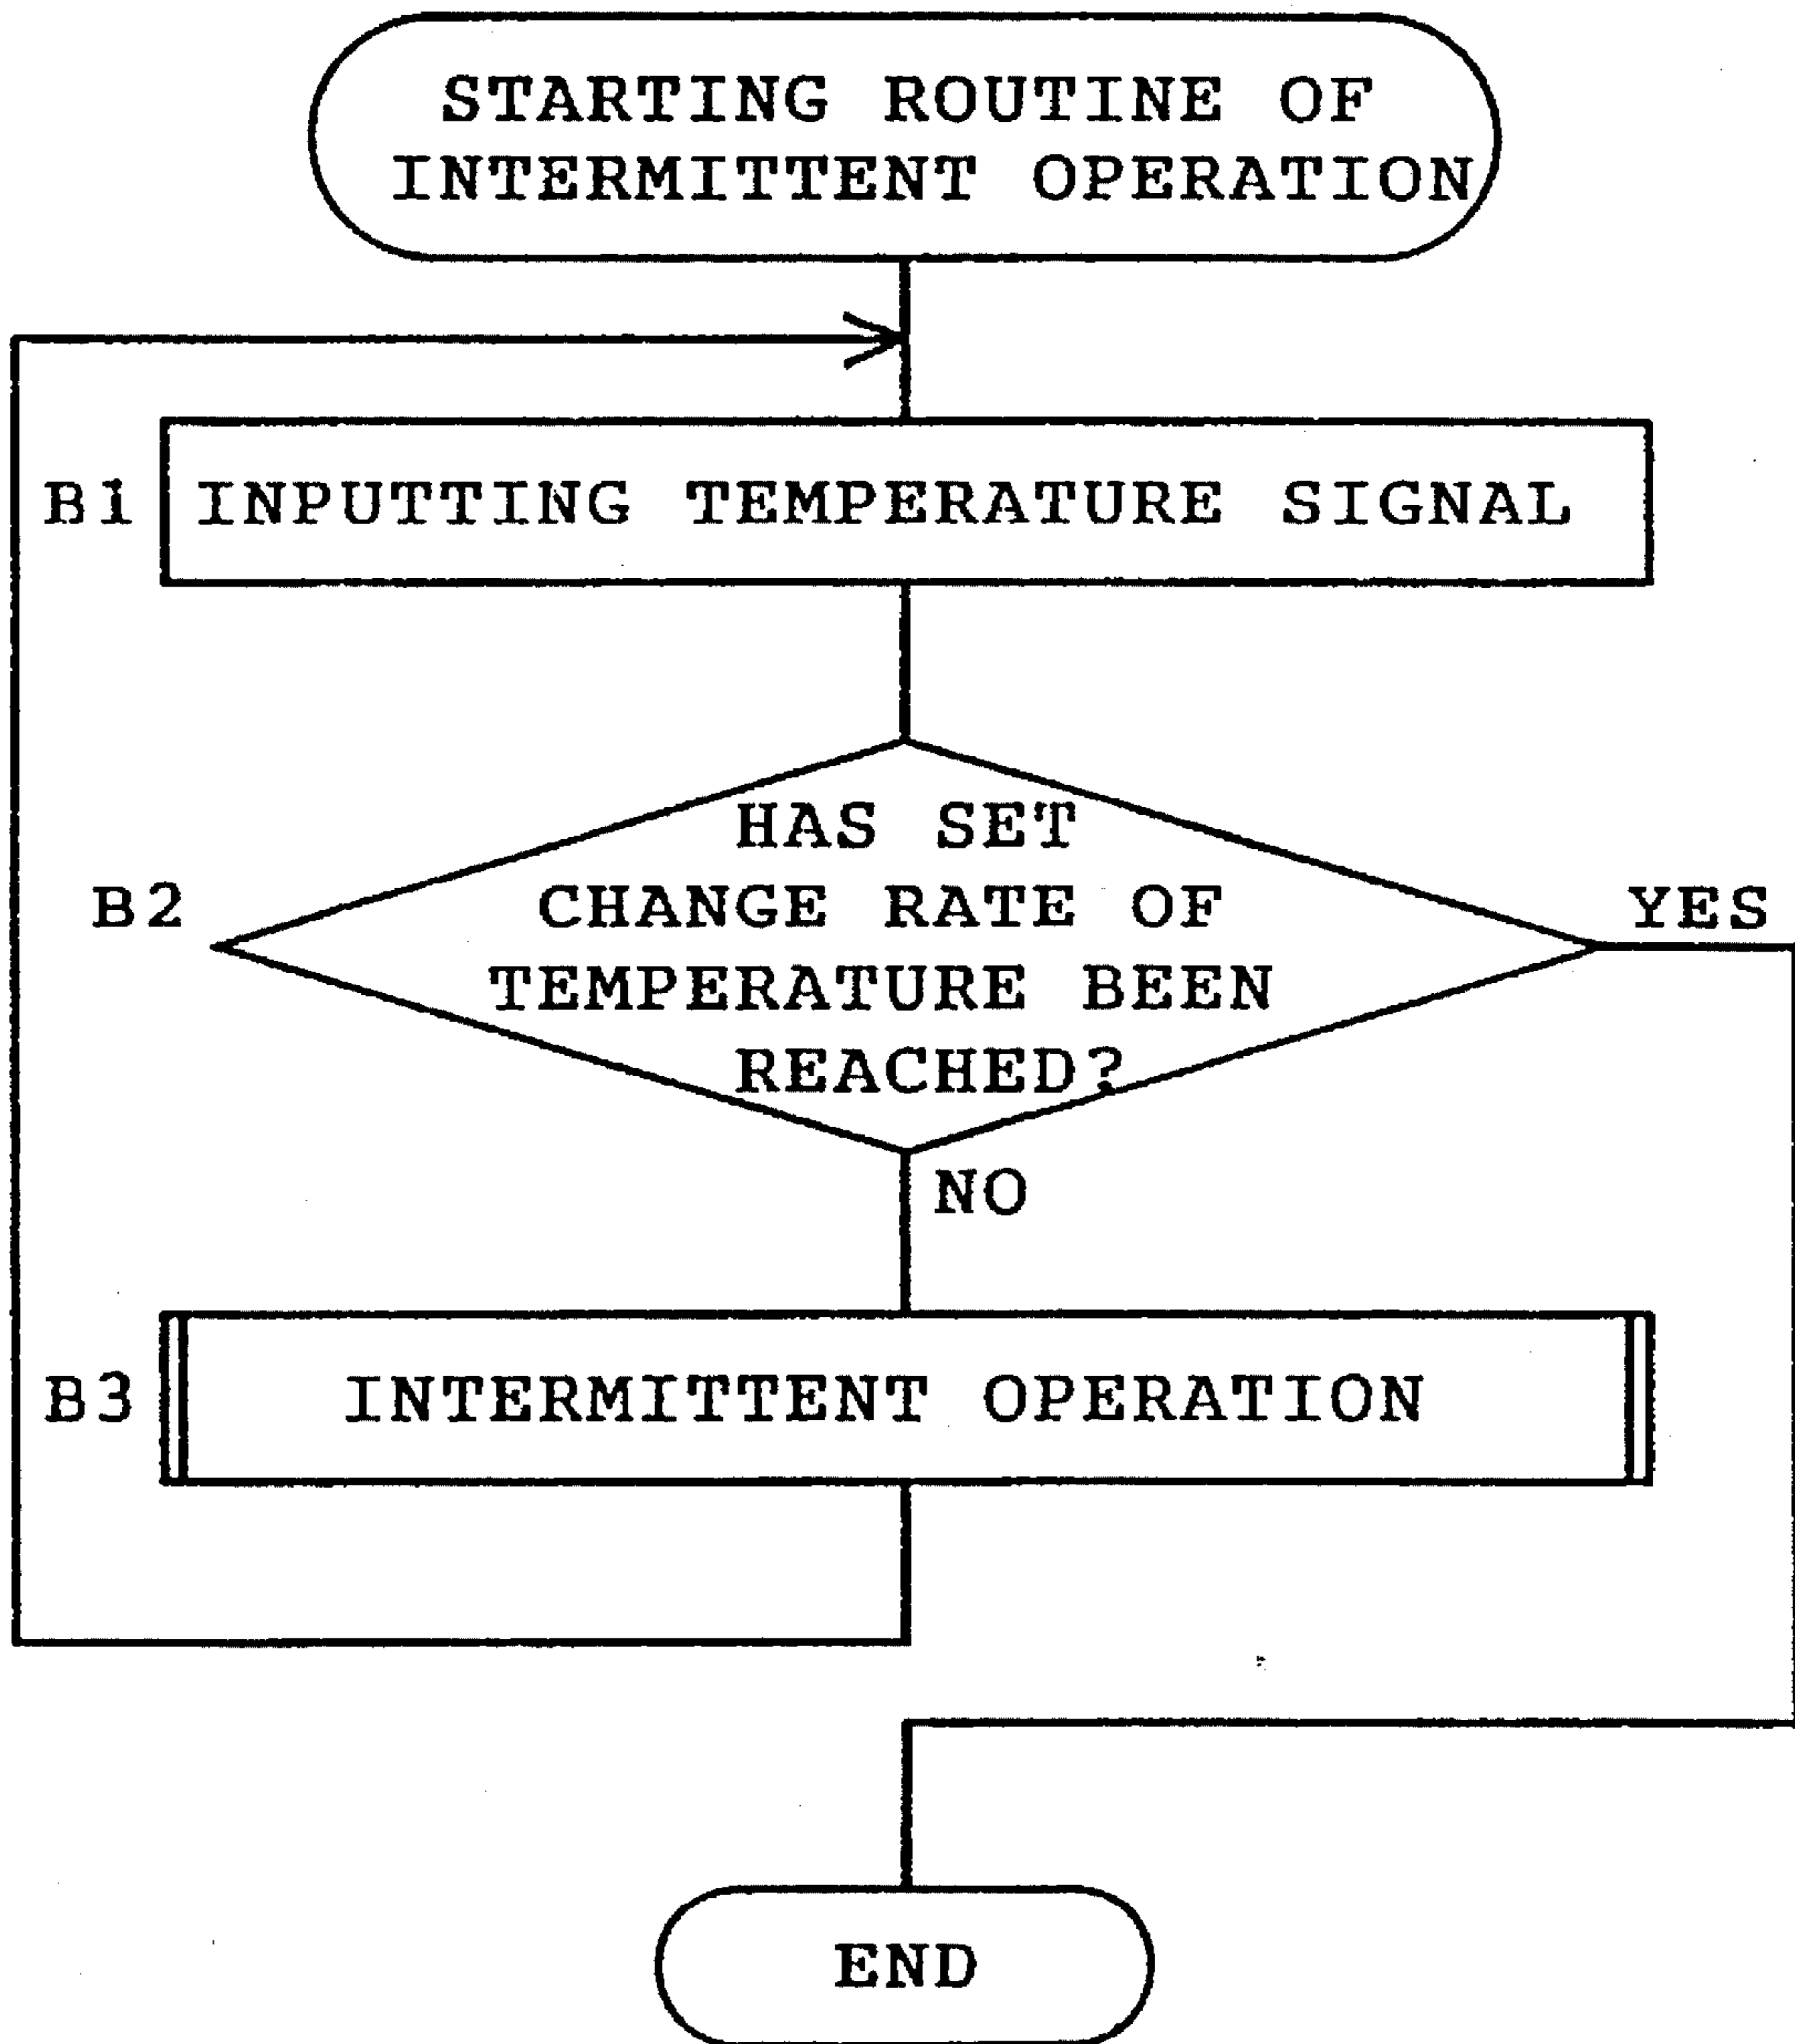 STARTING ROUTINE OF
INTERMITTENT OPERATION
B1 INPUTTING TEMPERATURE SIGNAL
HAS SET
B2 CHANGE RATE OF YES
TEMPERATURE BEEN
REACHED?
NO
B3 INTERMITTENT OPERATION
END